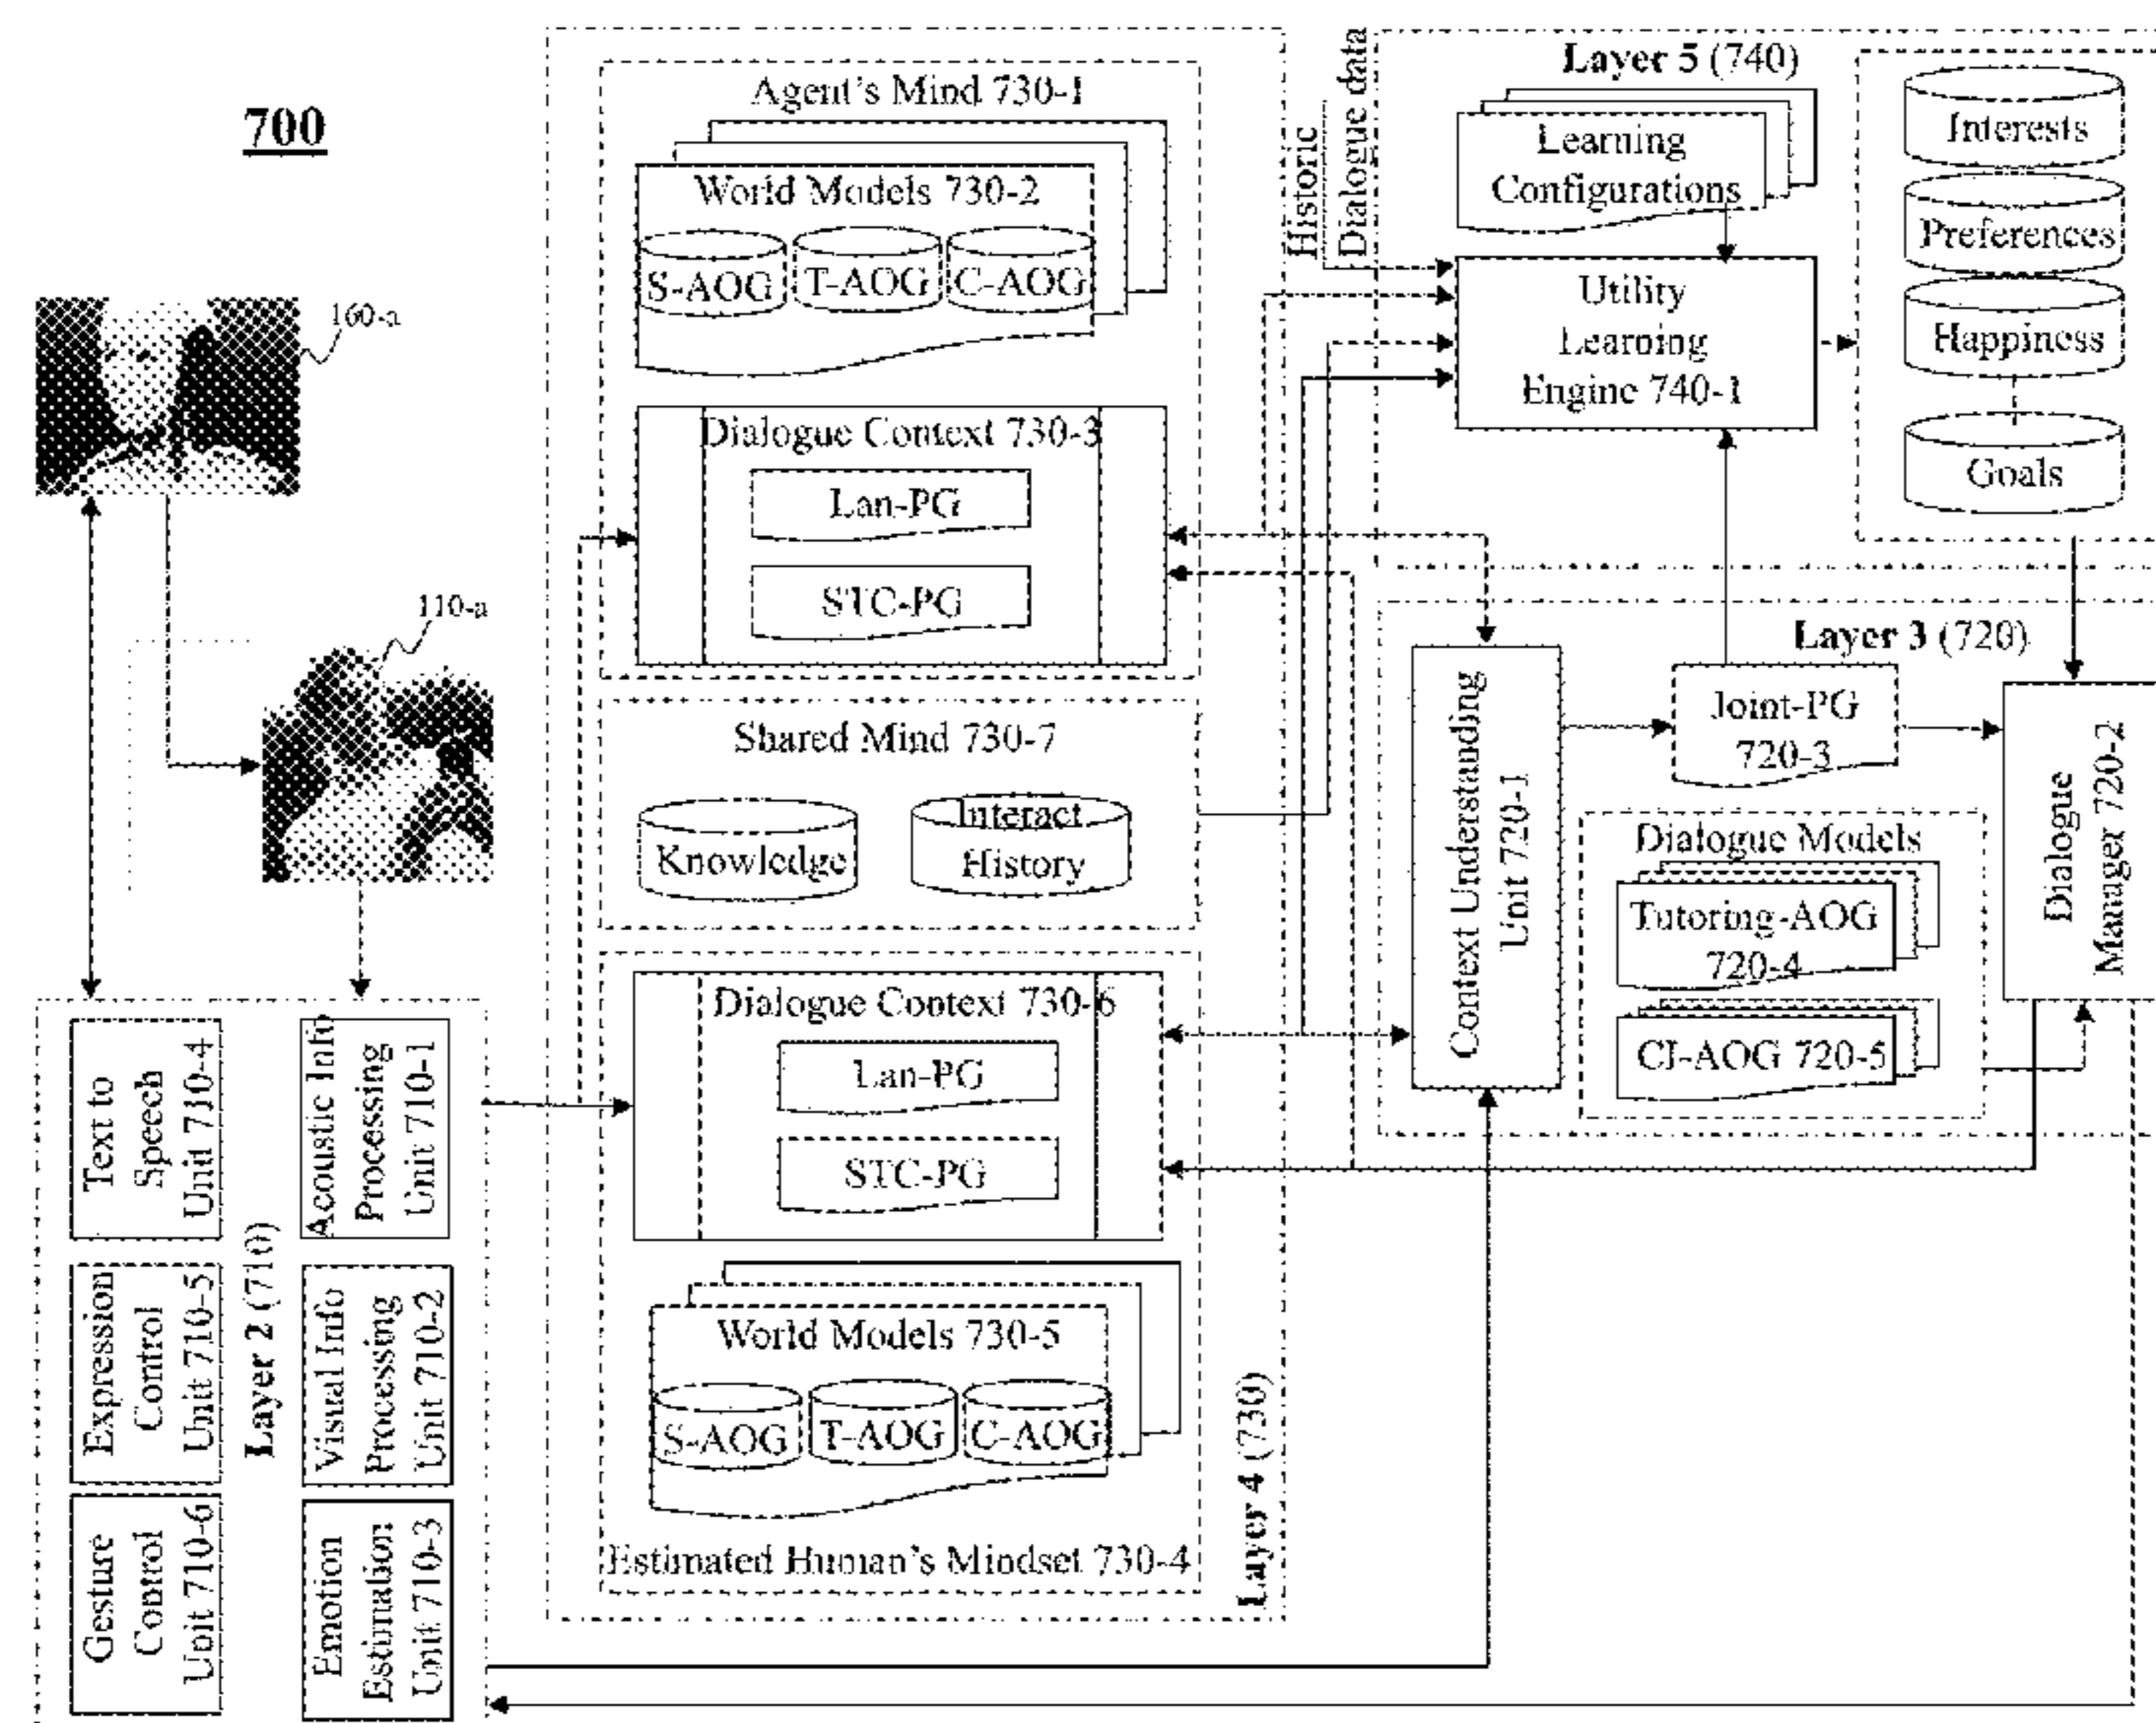 700
160-a
110-a
Agent's Mind 730-1
World Models 730-2
S-AOG
T-AOG
C-AOG
Dialogue Context 730-3
Lan-PG
STC-PG
Shared Mind 730-7
Knowledge
Interact
History
Dialogue Context 730-6
Lan-PG
STC-PG
World Models 730-5
S-AOG
T-AOG
C-AOG
Estimated Human's Mindset 730-4
Layer 4 (730)
Historic
Dialogue data
Layer 5 (740)
Learning
Configurations
Utility
Learning
Engine 740-1
Interests
Preferences
Happiness
Goals
Layer 3 (720)
Context Understanding
Unit 720-1
Joint-PG
720-3
Dialogue Models
Tutoring-AOG
720-4
CI-AOG 720-5
Dialogue
Manager 720-2
Text to
Speech
Unit 710-4
Expression
Control
Unit 710-5
Gesture
Control
Unit 710-6
Layer 2 (710)
Acoustic Info
Processing
Unit 710-1
Visual Info
Processing
Unit 710-2
Emotion
Estimation
Unit 710-3